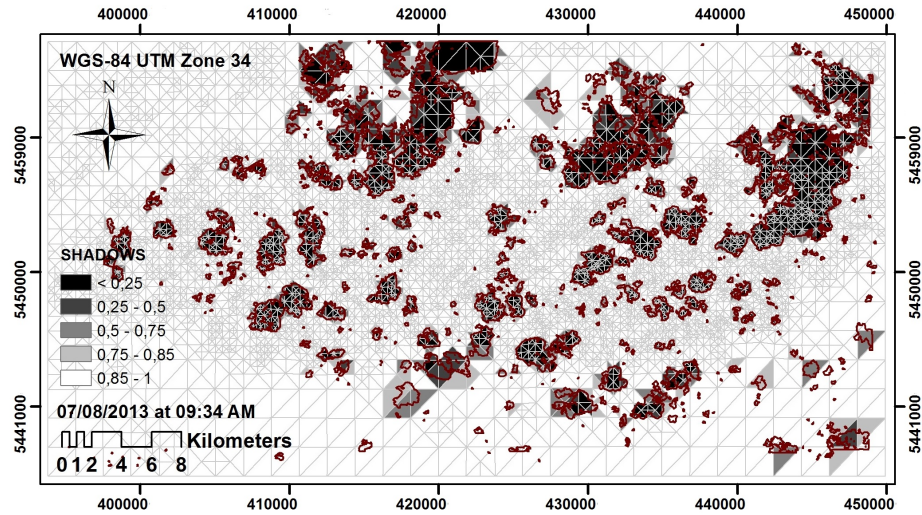 400000 410000 420000 430000 440000 450000
WGS-84 UTM Zone 34
N
5459000 5459000
SHADOWS
< 0,25
5450000 5450000
0,25 - 0,5
0,5 - 0,75
0,75 - 0,85
0,85 - 1
07/08/2013 at 09:34 AM
5441000 5441000
Kilometers
0 1 2 4 6 8
400000 410000 420000 430000 440000 450000